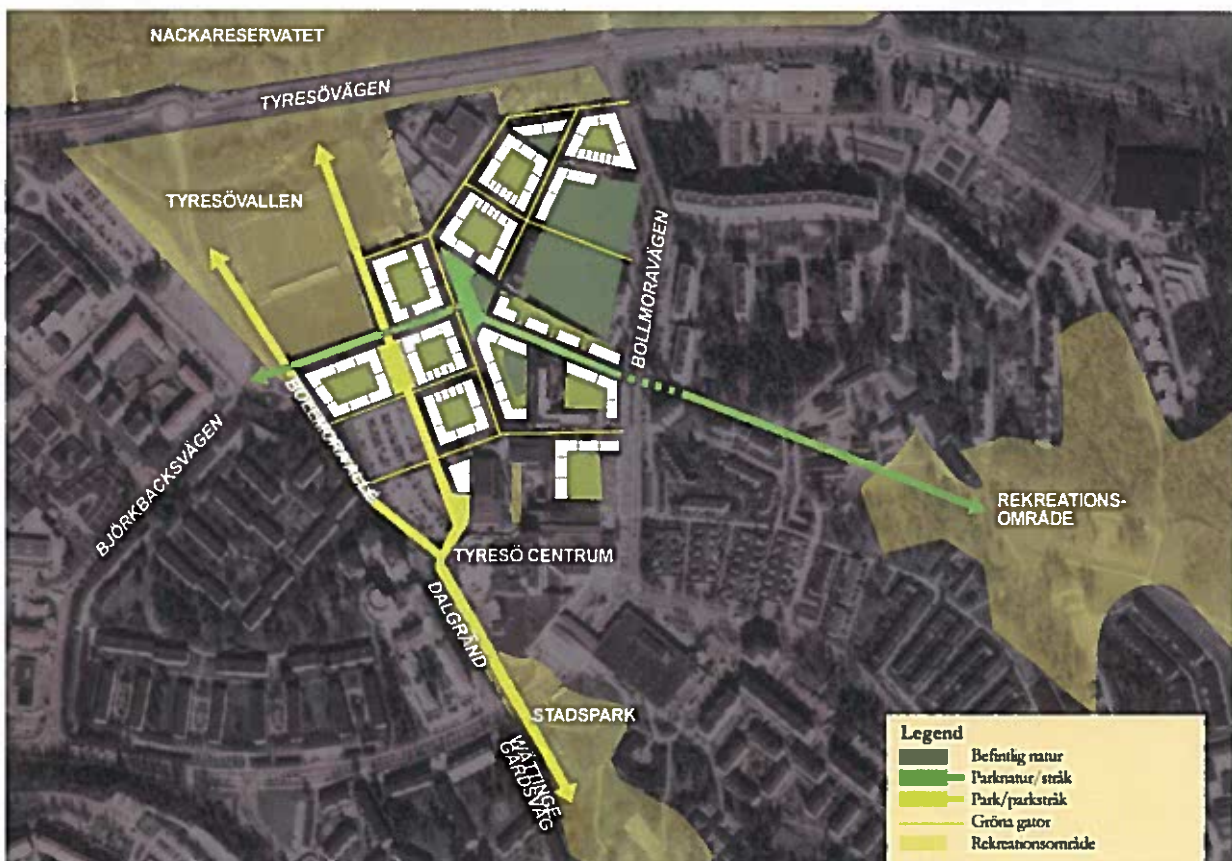 NACKARESERVATET
TYRESÖVÄGEN
TYRESÖVALLEN
BOLLMORAVÄGEN
BJÖRKBACKSVÄGEN
REKREATIONS-
OMRÅDE
TYRESÖ CENTRUM
DALGRÄND
STADSPARK
WÄTTINGE
GÅRDSVÄG
Legend
Befintlig natur
Parknatur/stråk
Park/parkstråk
Gröna gator
Rekreationsområde